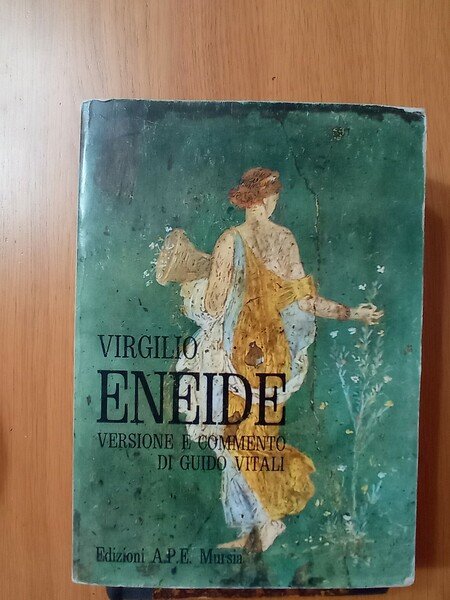 VIRGILIO
ENEIDE
VERSIONE E COMMENTO
DI GUIDO VITALI
Edizioni A.P.E. Mursia